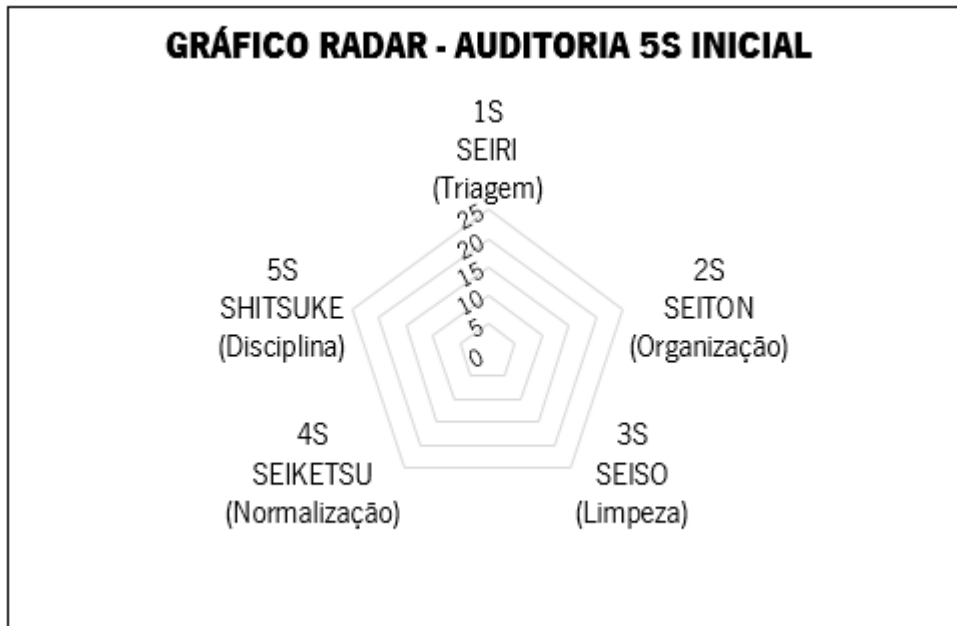 GRÁFICO RADAR - AUDITORIA 5S INICIAL
1S
SEIRI
(Triagem)
25
20
15
10
5
0
5S
SHITSUKE
(Disciplina)
2S
SEITON
(Organização)
4S
SEIKETSU
(Normalização)
3S
SEISO
(Limpeza)